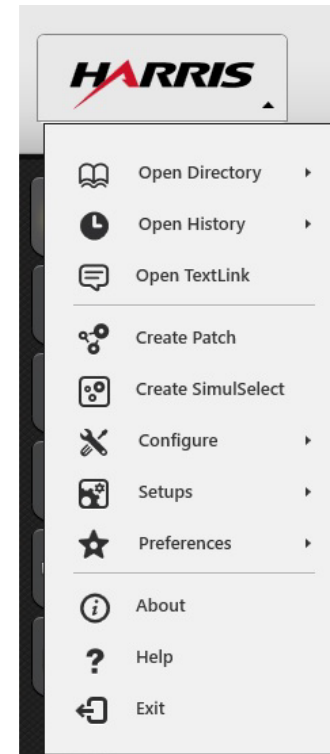 HARRIS
Open Directory
Open History
Open TextLink
Create Patch
Create SimulSelect
Configure
Setups
Preferences
About
Help
Exit